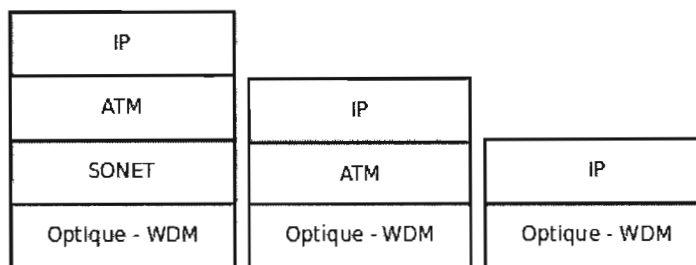 IP
ATM
SONET
Optique - WDM
IP
ATM
Optique - WDM
IP
Optique - WDM